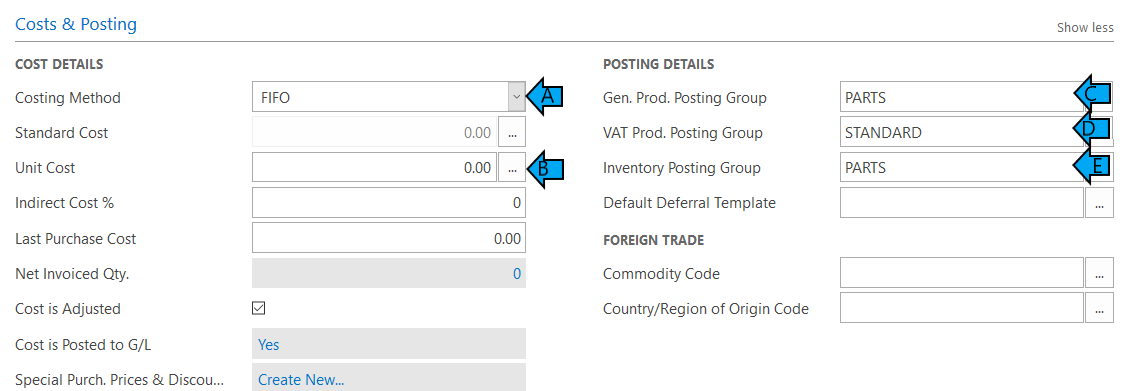 Costs & Posting
Show less
COST DETAILS
Costing Method FIFO A
Standard Cost 0.00 ...
Unit Cost 0.00 ... B
Indirect Cost % 0
Last Purchase Cost 0.00
Net Invoiced Qty. 0
Cost is Adjusted
Cost is Posted to G/L Yes
Special Purch. Prices & Discou... Create New...
POSTING DETAILS
Gen. Prod. Posting Group PARTS C
VAT Prod. Posting Group STANDARD D
Inventory Posting Group PARTS E
Default Deferral Template ...
FOREIGN TRADE
Commodity Code ...
Country/Region of Origin Code ...